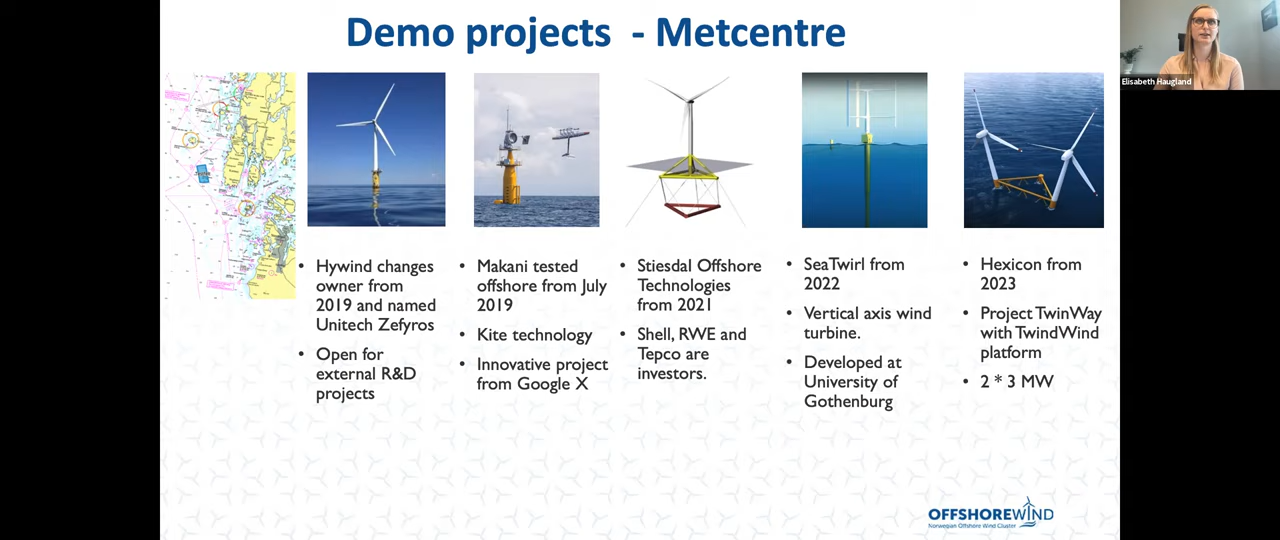 Demo projects - Metcentre
Elisabeth Haugland
• Hywind changes
owner from
2019 and named
Unitech Zefyros
• Open for
external R&D
projects
• Makani tested
offshore from July
2019
• Kite technology
• Innovative project
from Google X
• Stiesdal Offshore
Technologies
from 2021
• Shell, RWE and
Tepco are
investors.
• SeaTwirl from
2022
• Vertical axis wind
turbine.
• Developed at
University of
Gothenburg
• Hexicon from
2023
• Project TwinWay
with TwindWind
platform
• 2 * 3 MW
OFFSHOREWIND
Norwegian Offshore Wind Cluster